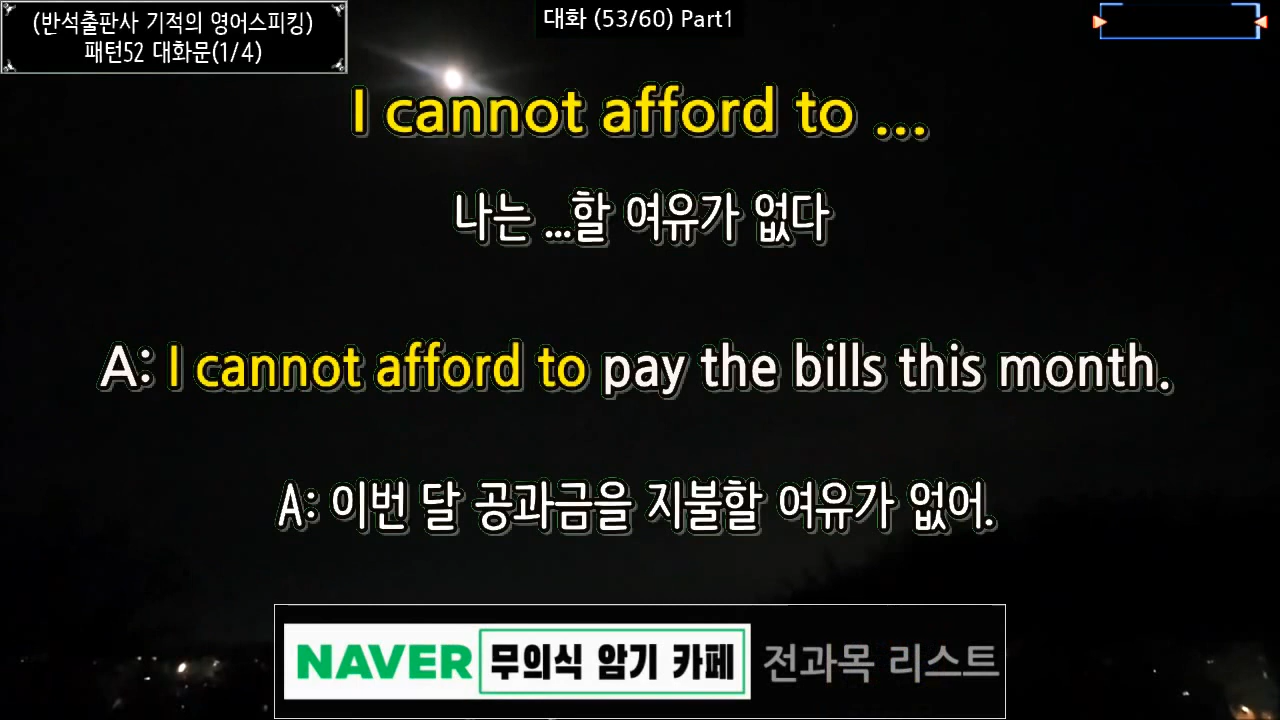 (반석출판사 기적의 영어스피킹)
패턴52 대화문(1/4)
대화 (53/60) Part1
I cannot afford to ...
나는 ...할 여유가 없다
A: I cannot afford to pay the bills this month.
A: 이번 달 공과금을 지불할 여유가 없어.
NAVER 무의식 암기 카페 전과목 리스트